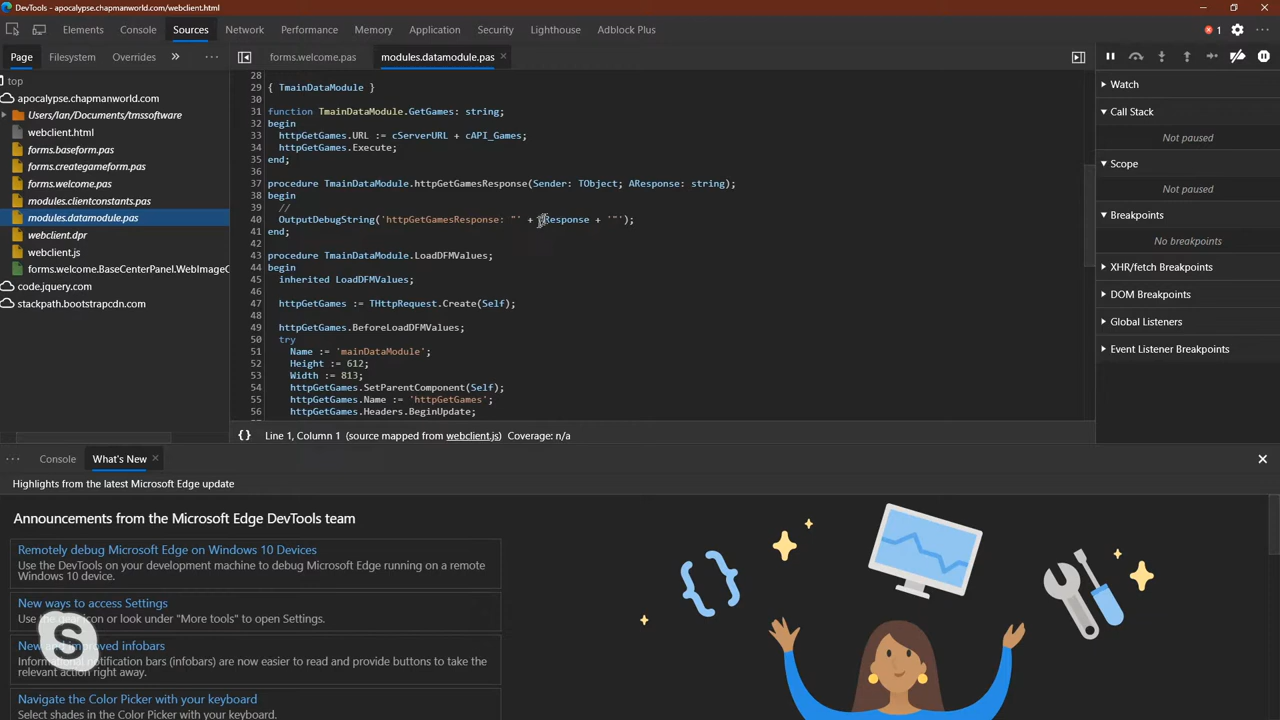 DevTools - apocalypse.chapmanworld.com/webclient.html
Elements Console Sources Network Performance Memory Application Security Lighthouse Adblock Plus 1
Page Filesystem Overrides » forms.welcome.pas modules.datamodule.pas
top
apocalypse.chapmanworld.com
Users/Ian/Documents/tmssoftware
webclient.html
forms.baseform.pas
forms.creategameform.pas
forms.welcome.pas
modules.clientconstants.pas
modules.datamodule.pas
webclient.dpr
webclient.js
forms.welcome.BaseCenterPanel.WebImageC
code.jquery.com
stackpath.bootstrapcdn.com
28
29 { TmainDataModule }
30
31 function TmainDataModule.GetGames: string;
32 begin
33 httpGetGames.URL := cServerURL + cAPI_Games;
34 httpGetGames.Execute;
35 end;
36
37 procedure TmainDataModule.httpGetGamesResponse(Sender: TObject; AResponse: string);
38 begin
39 //
40 OutputDebugString('httpGetGamesResponse: "' + AResponse + '"');
41 end;
42
43 procedure TmainDataModule.LoadDFMValues;
44 begin
45 inherited LoadDFMValues;
46
47 httpGetGames := THttpRequest.Create(Self);
48
49 httpGetGames.BeforeLoadDFMValues;
50 try
51 Name := 'mainDataModule';
52 Height := 612;
53 Width := 813;
54 httpGetGames.SetParentComponent(Self);
55 httpGetGames.Name := 'httpGetGames';
56 httpGetGames.Headers.BeginUpdate;
{} Line 1, Column 1 (source mapped from webclient.js) Coverage: n/a
Watch
Call Stack
Not paused
Scope
Not paused
Breakpoints
No breakpoints
XHR/fetch Breakpoints
DOM Breakpoints
Global Listeners
Event Listener Breakpoints
Console What's New
Highlights from the latest Microsoft Edge update
Announcements from the Microsoft Edge DevTools team
Remotely debug Microsoft Edge on Windows 10 Devices
Use the DevTools on your development machine to debug Microsoft Edge running on a remote
Windows 10 device.
New ways to access Settings
Use the gear icon or look under "More tools" to open Settings.
New and improved infobars
Informational notification bars (infobars) are now easier to read and provide buttons to take the
relevant action right away.
Navigate the Color Picker with your keyboard
Select shades in the Color Picker with your keyboard.